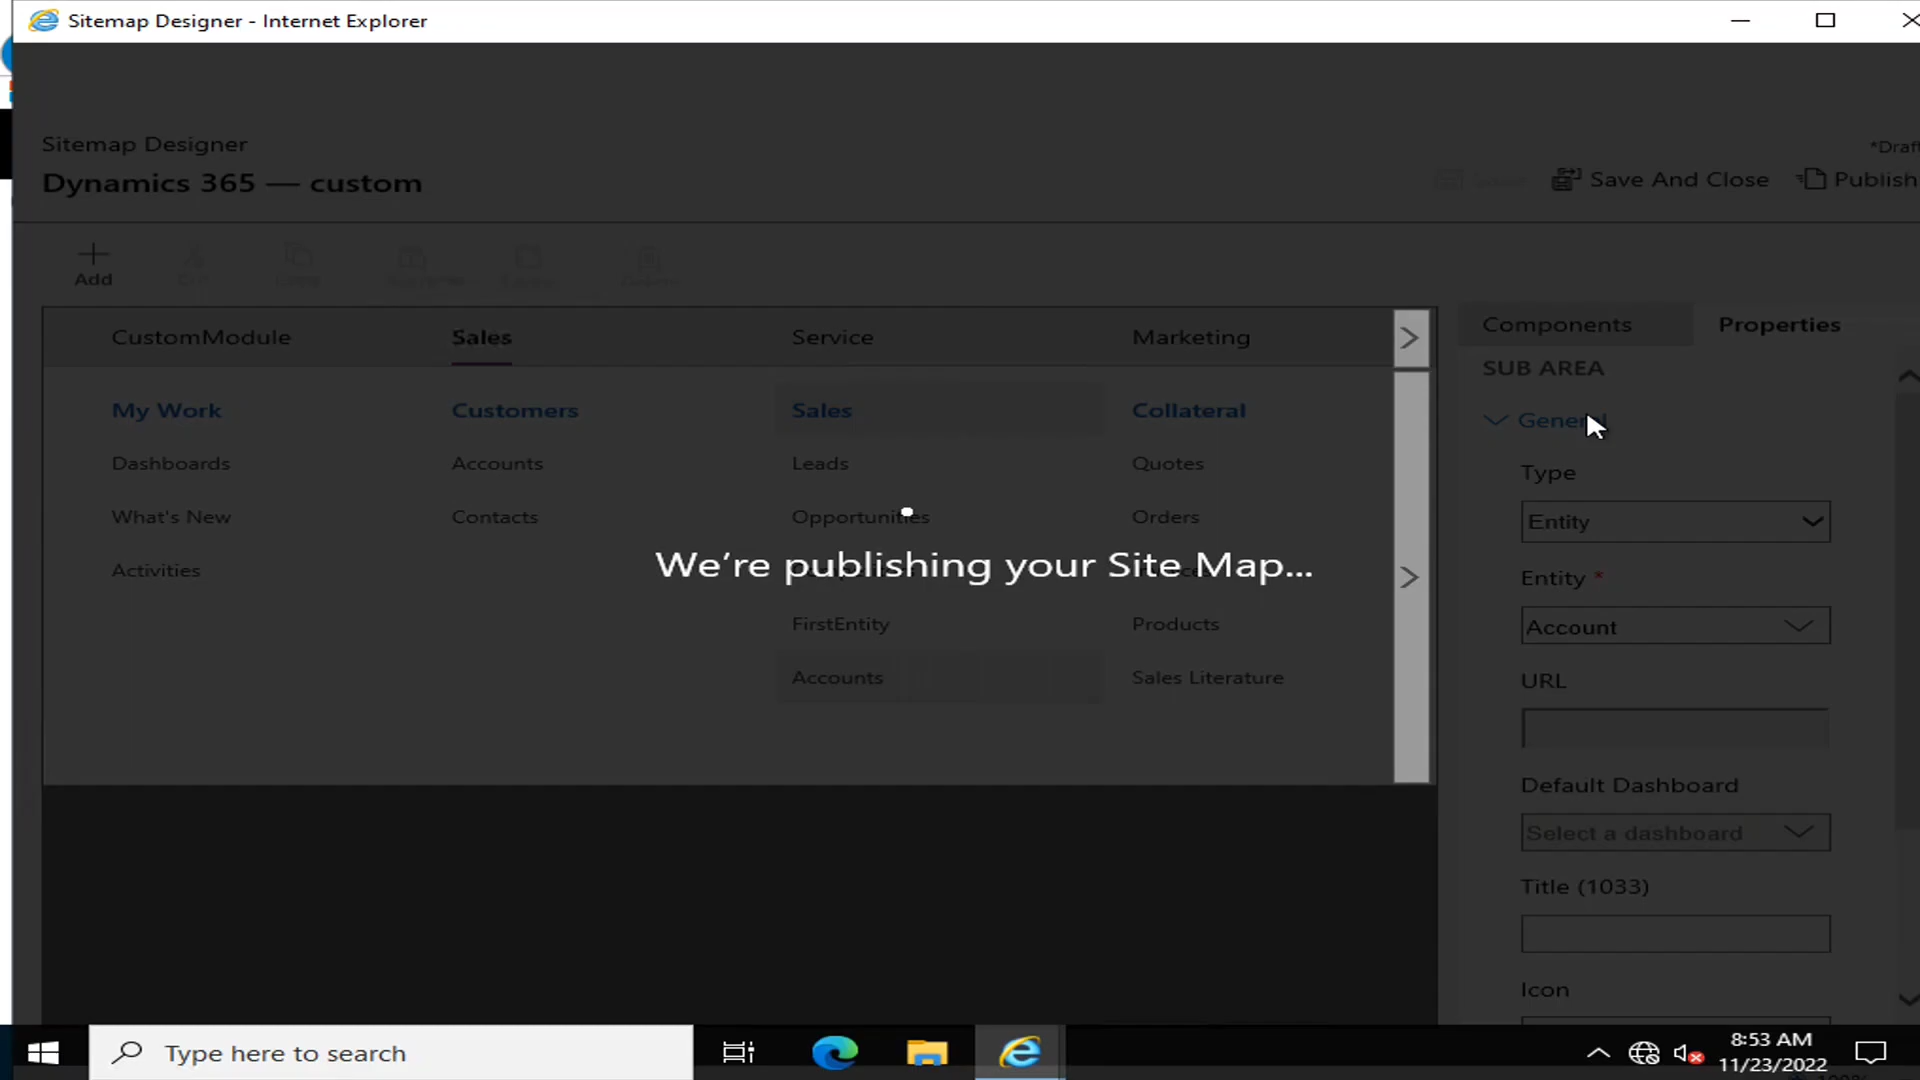 Sitemap Designer - Internet Explorer
Sitemap Designer
*Draft
Dynamics 365 — custom
Save And Close
Publish
Add
CustomModule
Sales
Service
Marketing
Components
Properties
SUB AREA
My Work
Customers
Sales
Collateral
General
Dashboards
Accounts
Leads
Quotes
Type
What's New
Contacts
Opportunities
Orders
Entity
Activities
We're publishing your Site Map...
Entity *
FirstEntity
Products
Account
Accounts
Sales Literature
URL
Default Dashboard
Select a dashboard
Title (1033)
Icon
Type here to search
8:53 AM
11/23/2022